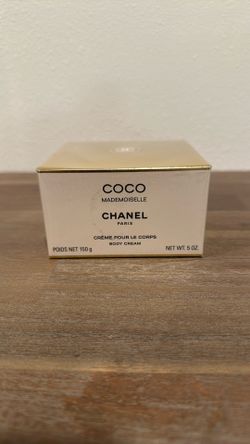 COCO
MADEMOISELLE
CHANEL
PARIS
CRÈME POUR LE CORPS
BODY CREAM
POIDS NET. 150 g
NET WT. 5 OZ.